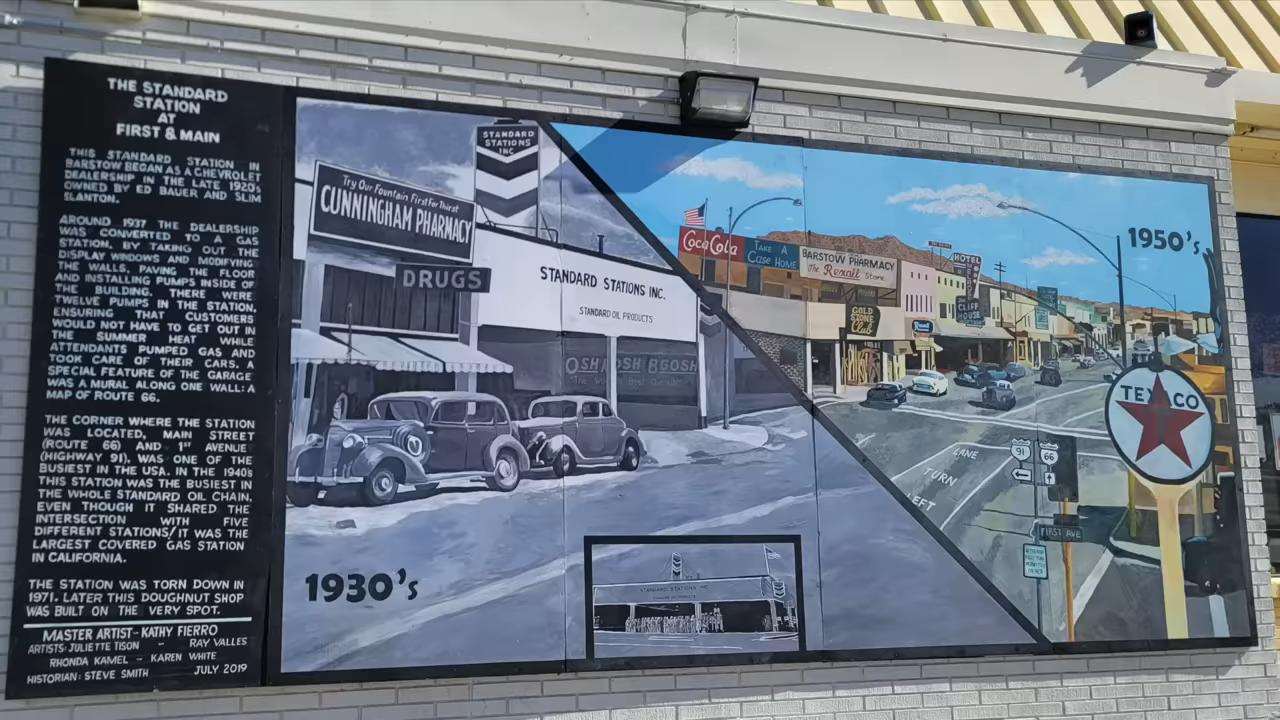 THE STANDARD
STATION
AT
FIRST & MAIN
THIS STANDARD STATION IN
BARSTOW BEGAN AS A CHEVROLET
DEALERSHIP IN THE LATE 1920'S
OWNED BY ED BAUER AND SLIM
SLANTON.
AROUND 1937 THE DEALERSHIP
WAS CONVERTED TO A GAS
STATION, BY TAKING OUT THE
DISPLAY WINDOWS AND MODIFYING
THE WALLS, PAVING THE FLOOR
AND INSTALLING PUMPS INSIDE OF
THE BUILDING. THERE WERE
TWELVE PUMPS IN THE STATION,
ENSURING THAT CUSTOMERS
WOULD NOT HAVE TO GET OUT IN
THE SUMMER HEAT WHILE
ATTENDANTS PUMPED GAS AND
TOOK CARE OF THEIR CARS. A
SPECIAL FEATURE OF THE GARAGE
WAS A MURAL ALONG ONE WALL: A
MAP OF ROUTE 66.
THE CORNER WHERE THE STATION
WAS LOCATED, MAIN STREET
(ROUTE 66) AND 1ST AVENUE
(HIGHWAY 91), WAS ONE OF THE
BUSIEST IN THE USA. IN THE 1940s
THIS STATION WAS THE BUSIEST IN
THE WHOLE STANDARD OIL CHAIN,
EVEN THOUGH IT SHARED THE
INTERSECTION WITH FIVE
DIFFERENT STATIONS/ IT WAS THE
LARGEST COVERED GAS STATION
IN CALIFORNIA.
THE STATION WAS TORN DOWN IN
1971. LATER THIS DOUGHNUT SHOP
WAS BUILT ON THE VERY SPOT.
MASTER ARTIST- KATHY FIERRO
ARTISTS: JULIETTE TISON - RAY VALLES
RHONDA KAMEL - KAREN WHITE
HISTORIAN: STEVE SMITH JULY 2019
STANDARD
STATIONS
INC
Try Our Fountain First For Thirst
CUNNINGHAM PHARMACY
DRUGS
STANDARD STATIONS INC.
STANDARD OIL PRODUCTS
OSHKOSH B'GOSH
The World's Best Overalls
1930's
STANDARD STATIONS INC
1950's
Coca Cola
TAKE A
CASE HOME
BARSTOW PHARMACY
The Rexall Store
GOLD
STONE
Club
HOTEL
CLIFF
HOUSE
TEXACO
LANE
TURN
LEFT
91
66
FIRST AVE